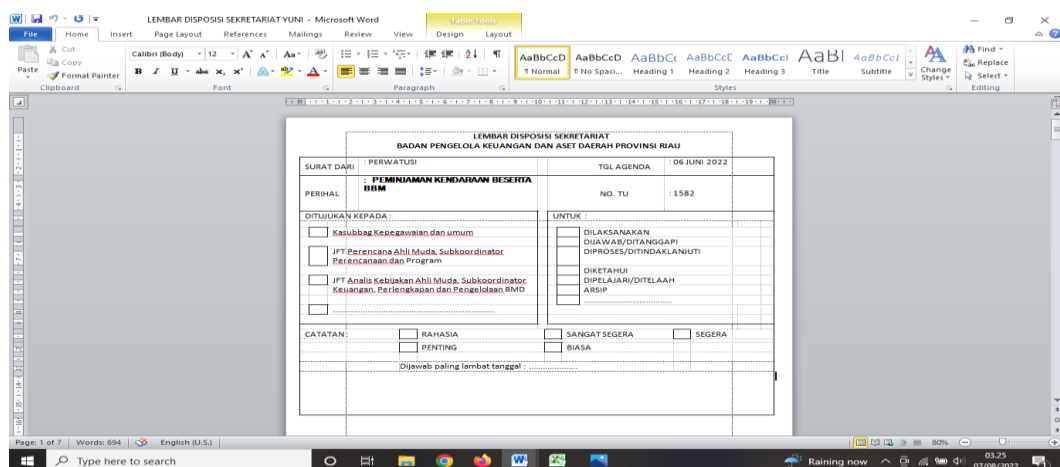 LEMBAR DISPOSISI SEKRETARIAT YUNI - Microsoft Word
Table Tools
File Home Insert Page Layout References Mailings Review View Design Layout
Cut
Copy
Format Painter
Paste
Calibri (Body) 12
Aa
B I U abc
AaBbCcD AaBbCcD AaBbCc AaBbCcD AaBbCcI AaBl AaBbCcl
¶ Normal ¶ No Spaci... Heading 1 Heading 2 Heading 3 Title Subtitle
Change Styles
Find
Replace
Select
Clipboard Font Paragraph Styles Editing
LEMBAR DISPOSISI SEKRETARIAT
BADAN PENGELOLA KEUANGAN DAN ASET DAERAH PROVINSI RIAU
SURAT DARI : PERWATUSI TGL AGENDA : 06 JUNI 2022
PERIHAL : PEMINJAMAN KENDARAAN BESERTA BBM NO. TU : 1582
DITUJUKAN KEPADA : UNTUK :
Kasubbag Kepegawaian dan umum
JFT Perencana Ahli Muda, Subkoordinator
Perencanaan dan Program
JFT Analis Kebijakan Ahli Muda, Subkoordinator
Keuangan, Perlengkapan dan Pengelolaan BMD
DILAKSANAKAN
DIJAWAB/DITANGGAPI
DIPROSES/DITINDAKLANJUTI
DIKETAHUI
DIPELAJARI/DITELAAH
ARSIP
CATATAN : RAHASIA SANGAT SEGERA SEGERA
PENTING BIASA
Dijawab paling lambat tanggal : .....................
Page: 1 of 7 Words: 694 English (U.S.) 80%
Type here to search Raining now 03.25
07/08/2022